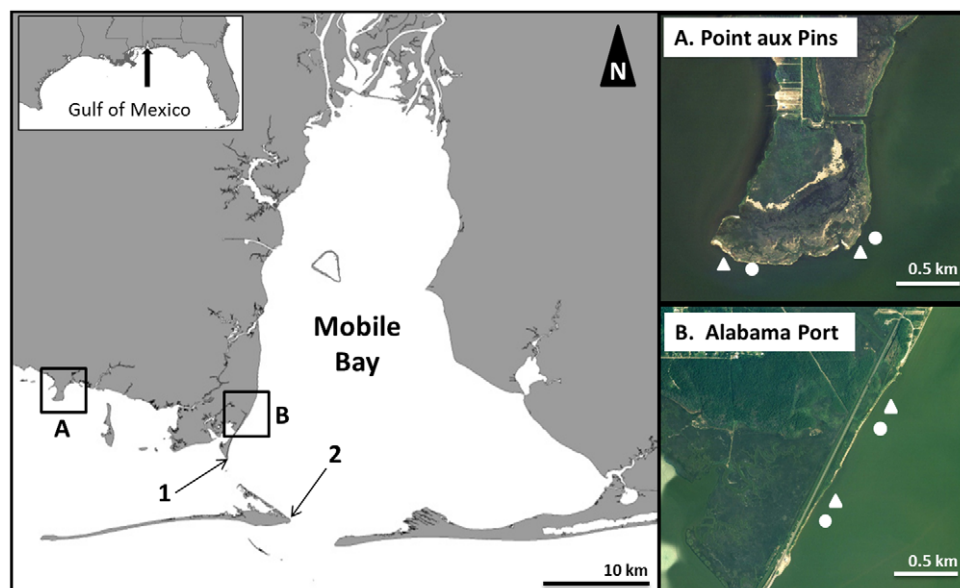 Gulf of Mexico
N
Mobile
Bay
A
B
1
2
10 km
A. Point aux Pins
0.5 km
B. Alabama Port
0.5 km